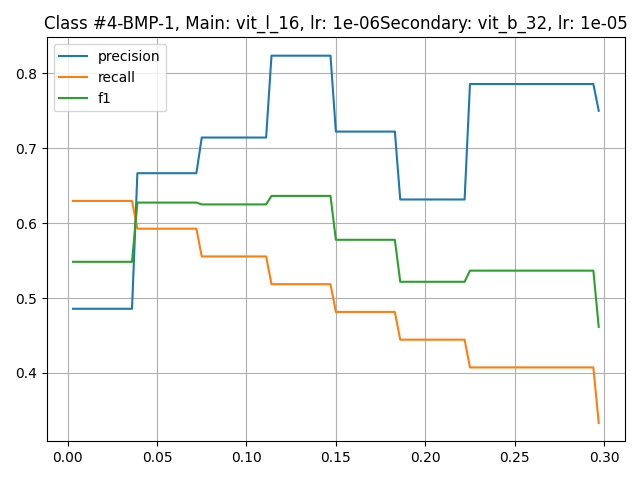 Class #4-BMP-1, Main: vit_l_16, lr: 1e-06Secondary: vit_b_32, lr: 1e-05
precision
recall
f1
0.8
0.7
0.6
0.5
0.4
0.00 0.05 0.10 0.15 0.20 0.25 0.30